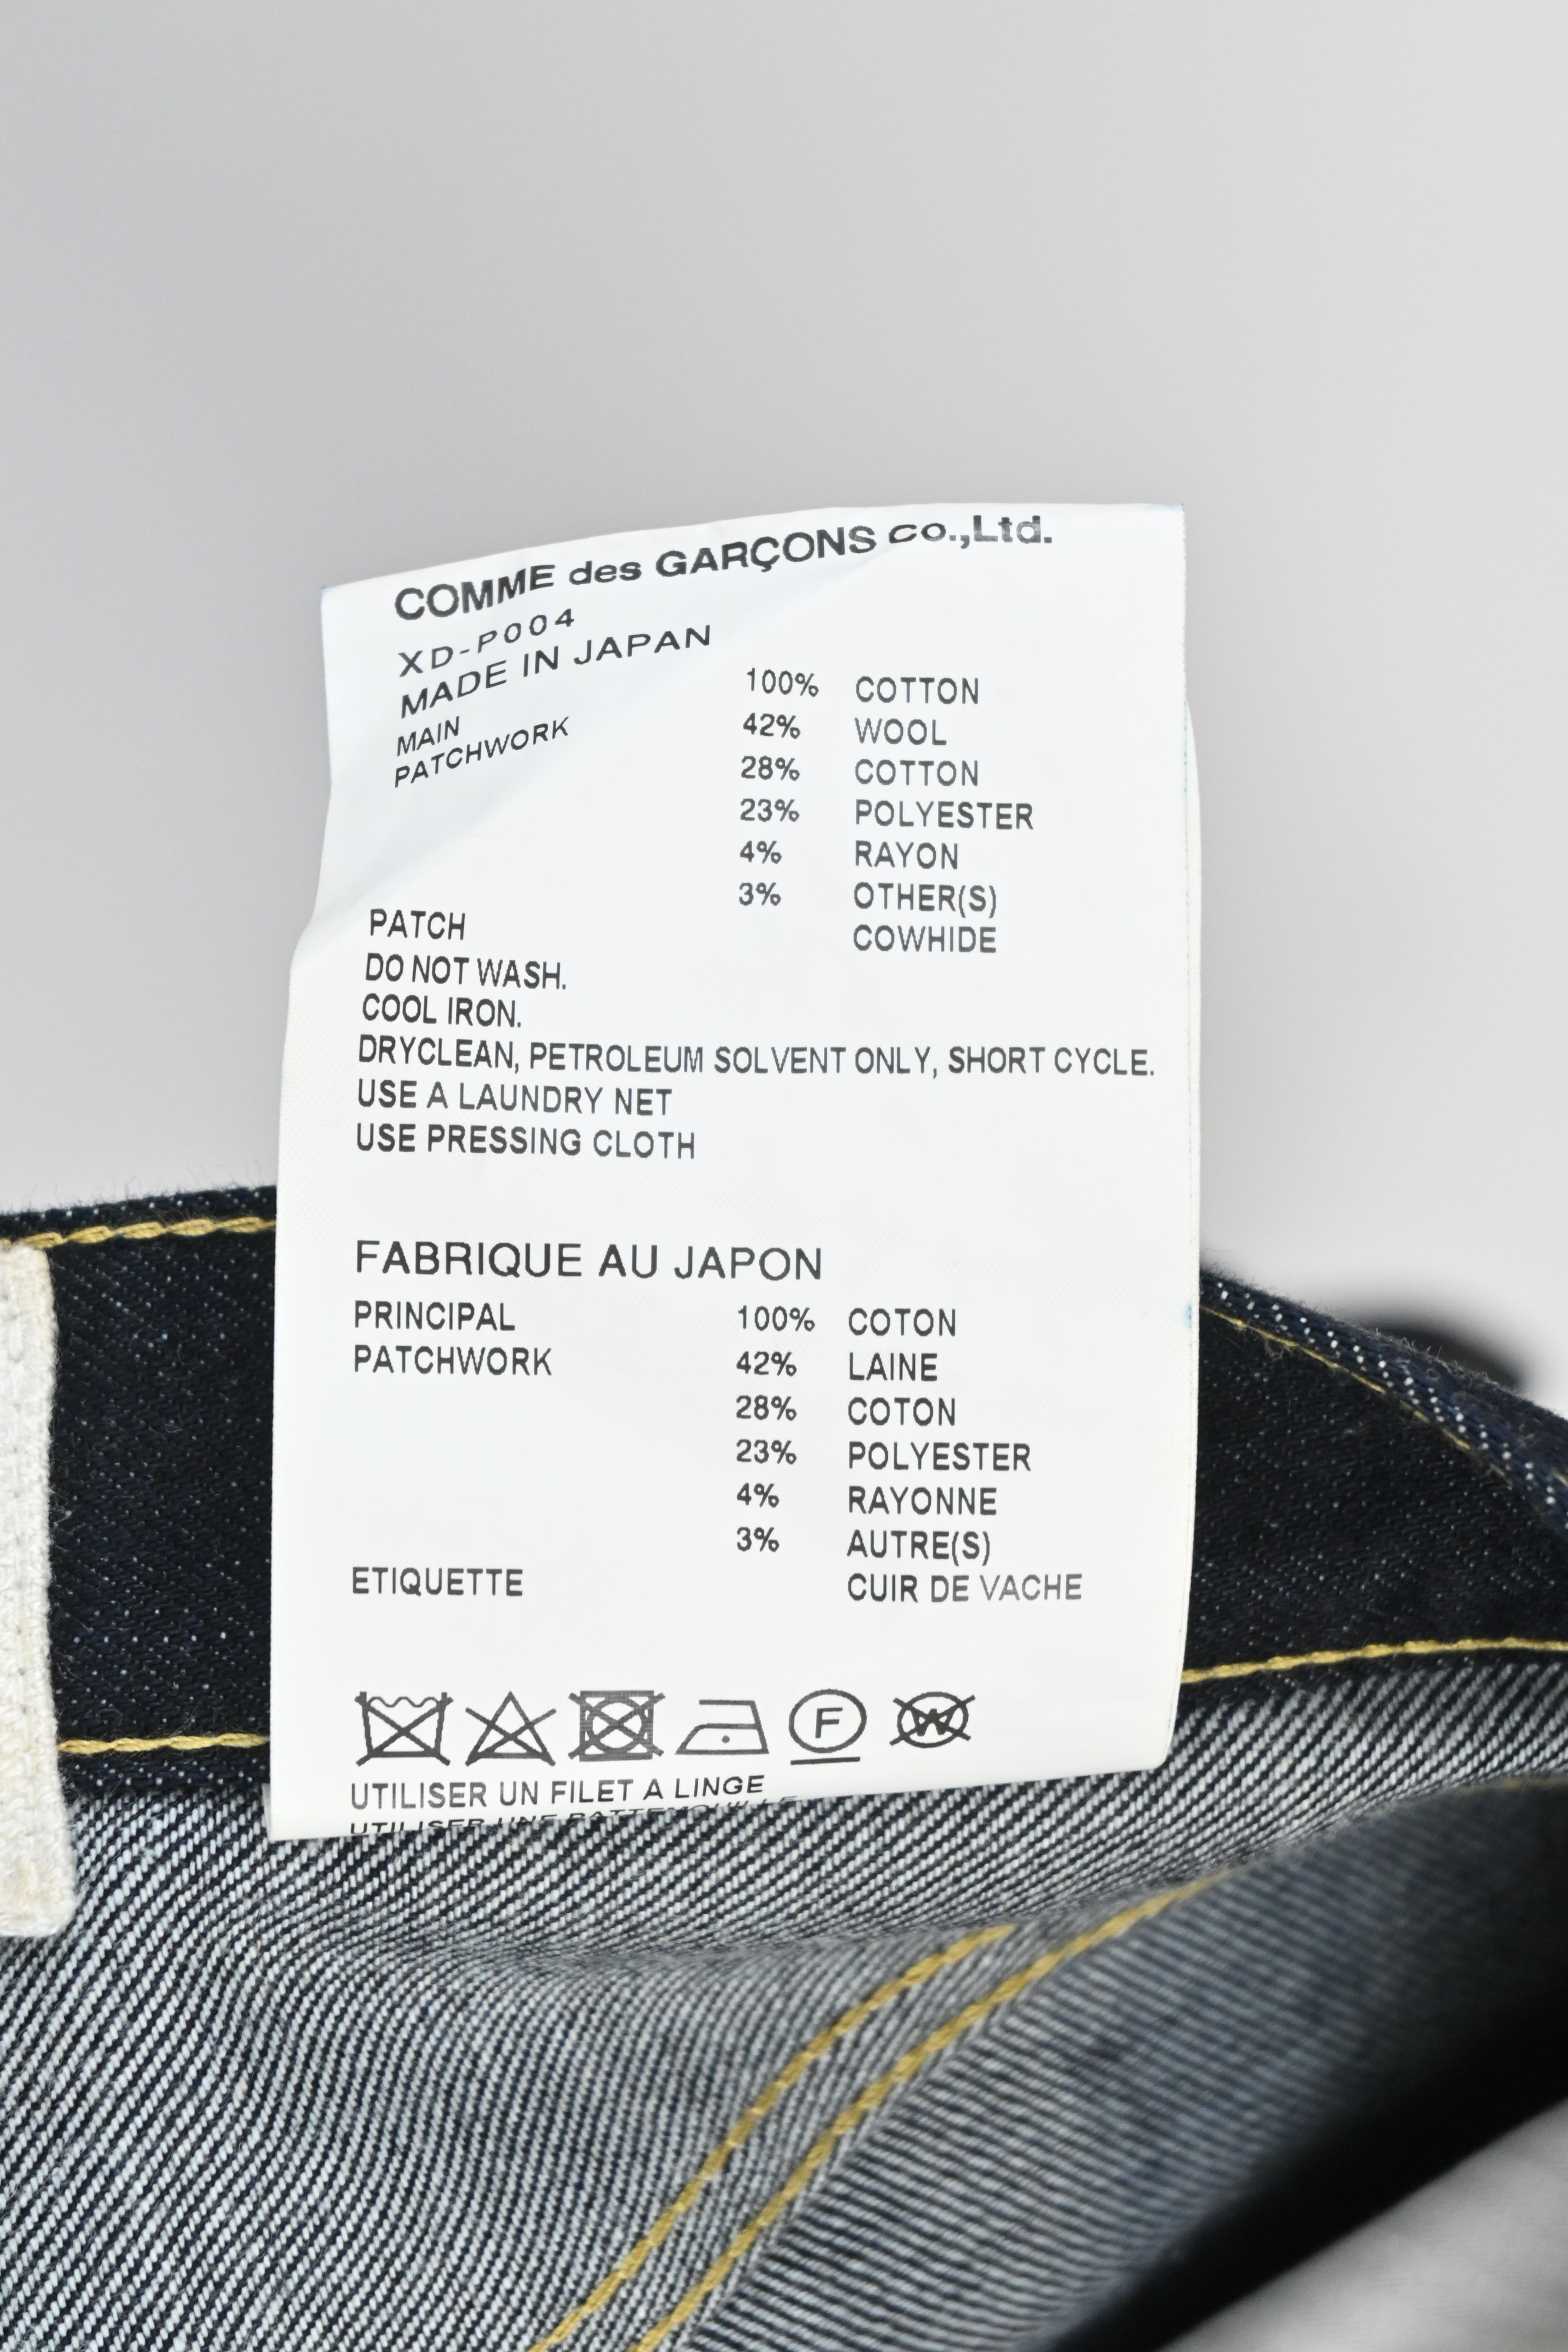 COMME des GARÇONS co.,Ltd.
XD-P004
MADE IN JAPAN
MAIN 100% COTTON
PATCHWORK 42% WOOL
28% COTTON
23% POLYESTER
4% RAYON
3% OTHER(S)
PATCH COWHIDE
DO NOT WASH.
COOL IRON.
DRYCLEAN, PETROLEUM SOLVENT ONLY, SHORT CYCLE.
USE A LAUNDRY NET
USE PRESSING CLOTH
FABRIQUE AU JAPON
PRINCIPAL 100% COTON
PATCHWORK 42% LAINE
28% COTON
23% POLYESTER
4% RAYONNE
3% AUTRE(S)
ETIQUETTE CUIR DE VACHE
F W
UTILISER UN FILET A LINGE
UTILISER UNE PATTEMOUILLE